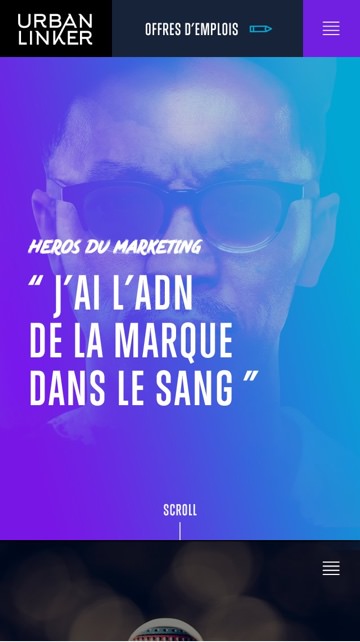 URBAN
LINKER
OFFRES D'EMPLOIS
HEROS DU MARKETING
“ J'AI L'ADN
DE LA MARQUE
DANS LE SANG ”
SCROLL